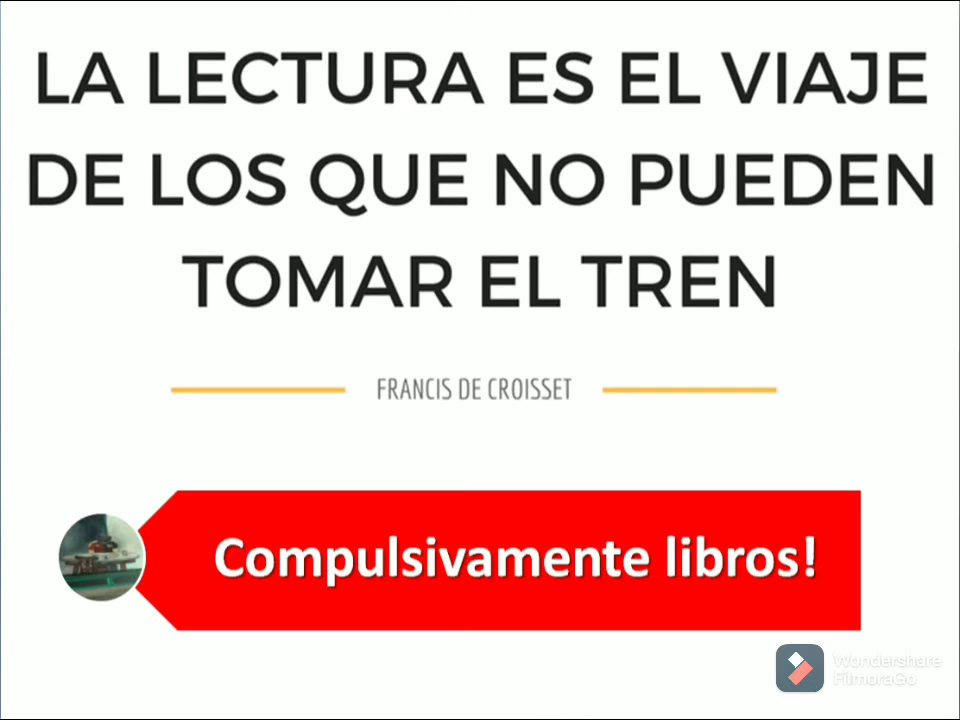 LA LECTURA ES EL VIAJE
DE LOS QUE NO PUEDEN
TOMAR EL TREN
FRANCIS DE CROISSET
Compulsivamente libros!
Wondershare
FilmoraGo